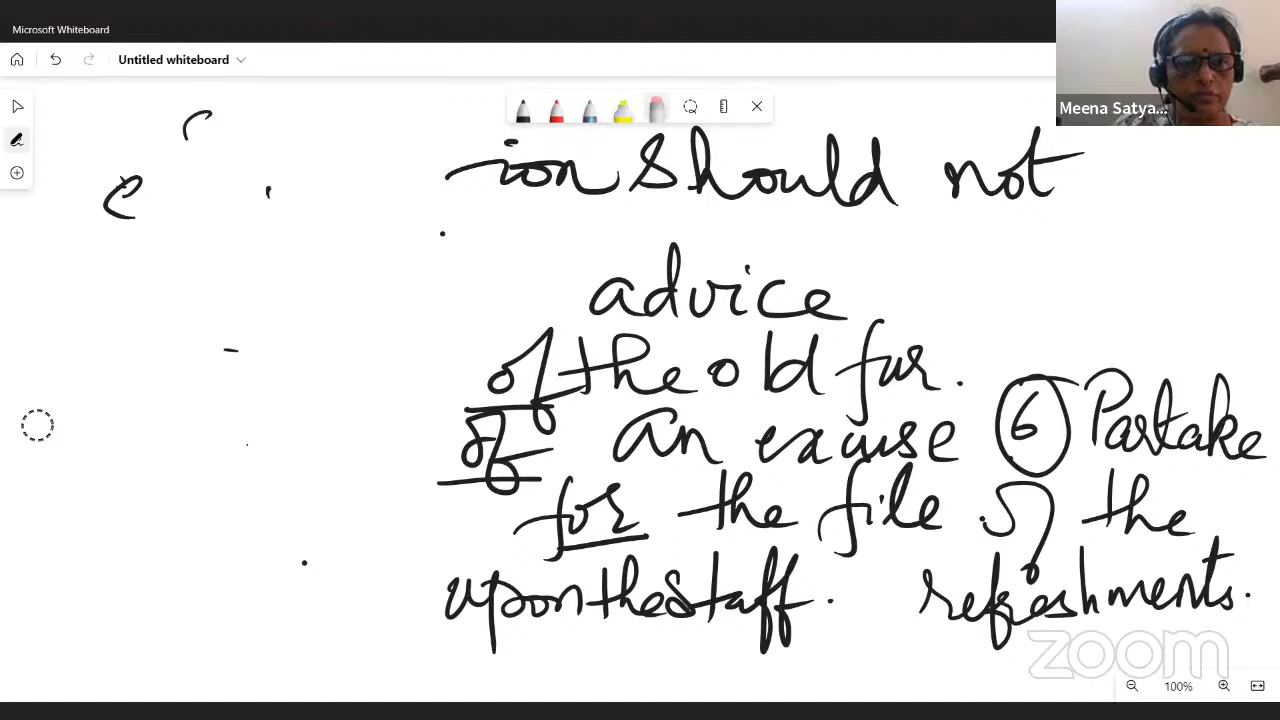 Microsoft Whiteboard
Untitled whiteboard
Meena Satya...
ion should not
advice
of the old fur.
of an excuse
for the file
upon the staff.
6 Partake
of the
refreshments.
zoom
100%